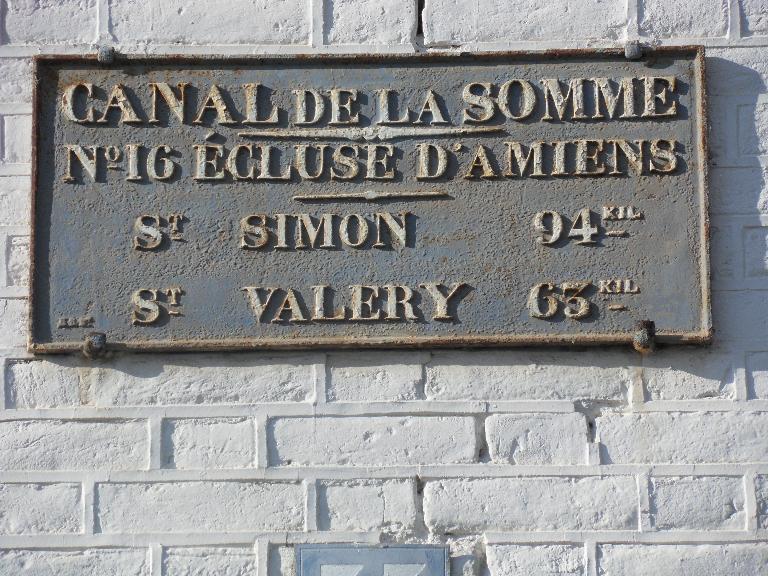 CANAL DE LA SOMME
Nº16 ÉCLUSE D'AMIENS
ST SIMON 94 KIL
ST VALERY 63 KIL